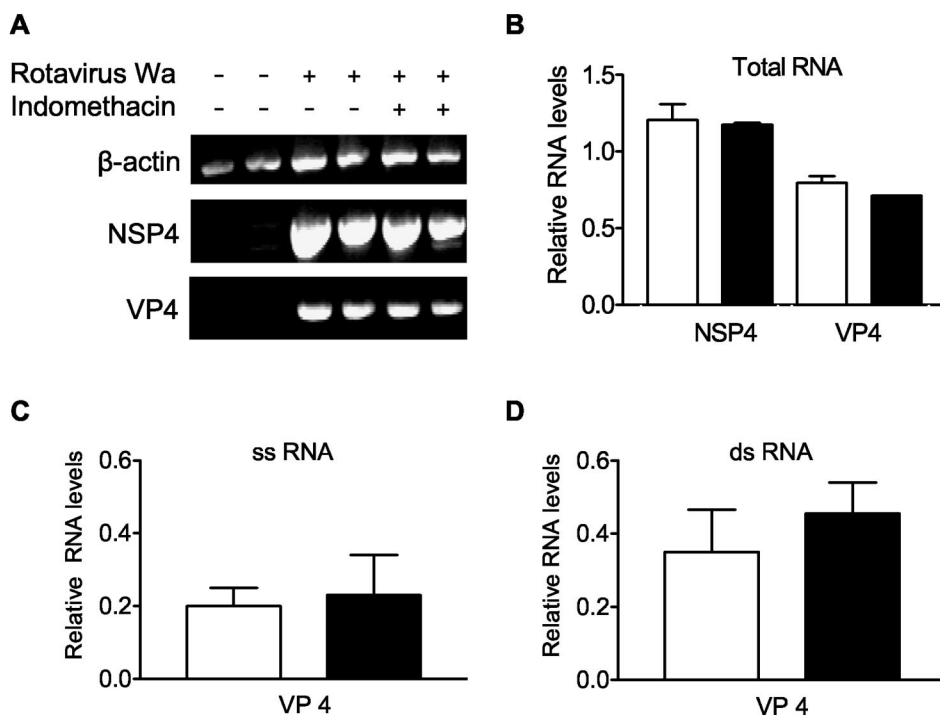 A
Rotavirus Wa - - + + + +
Indomethacin - - - - + +
β-actin
NSP4
VP4
B
Total RNA
Relative RNA levels
1.5
1.0
0.5
0.0
NSP4 VP4
C
ss RNA
Relative RNA levels
0.6
0.4
0.2
0.0
VP 4
D
ds RNA
Relative RNA levels
0.6
0.4
0.2
0.0
VP 4